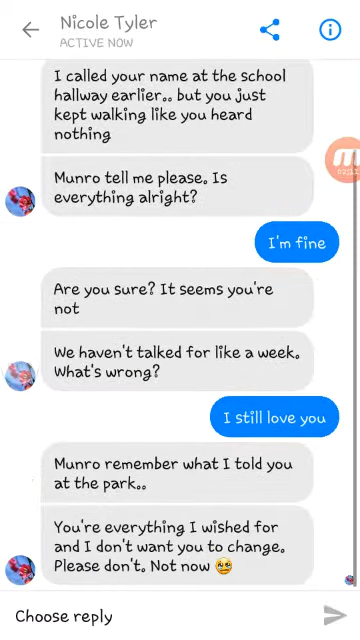 Nicole Tyler
ACTIVE NOW
I called your name at the school
hallway earlier.. but you just
kept walking like you heard
nothing
Munro tell me please. Is
everything alright?
02:11
I'm fine
Are you sure? It seems you're
not
We haven't talked for like a week.
What's wrong?
I still love you
Munro remember what I told you
at the park..
You're everything I wished for
and I don't want you to change.
Please don't. Not now 🥺
Choose reply